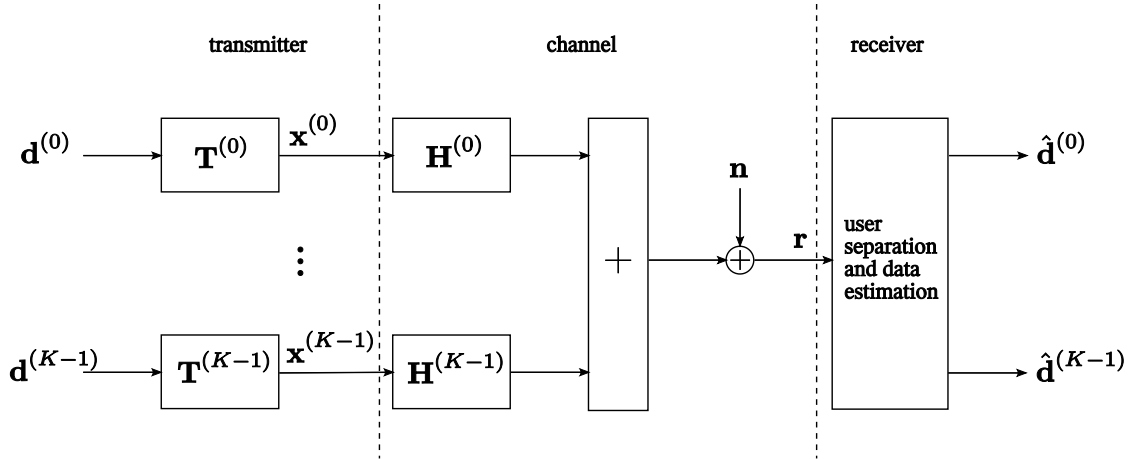 transmitter
channel
receiver
d^(0)
T^(0)
x^(0)
H^(0)
d̂^(0)
n
r
+
+
user
separation
and data
estimation
⋮
d^(K−1)
T^(K−1)
x^(K−1)
H^(K−1)
d̂^(K−1)